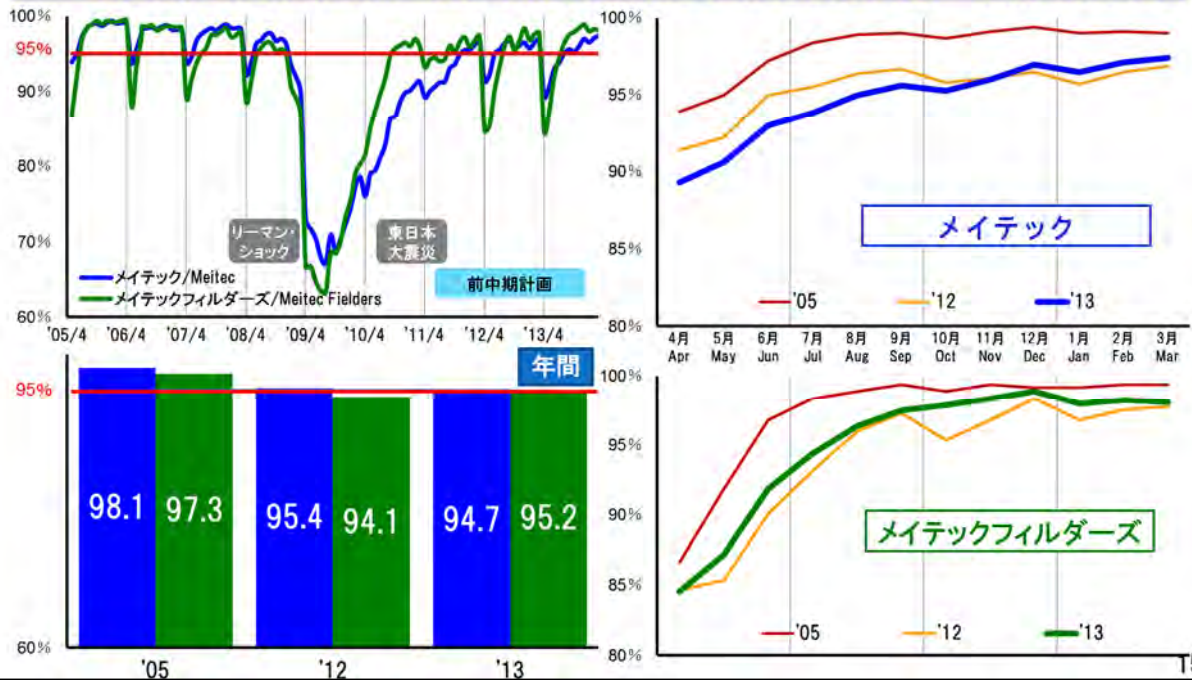 100%
95%
90%
80%
70%
60%
リーマン・
ショック
東日本
大震災
前中期計画
メイテック/Meitec
メイテックフィルダーズ/Meitec Fielders
'05/4 '06/4 '07/4 '08/4 '09/4 '10/4 '11/4 '12/4 '13/4
100%
95%
90%
85%
80%
メイテック
'05 '12 '13
4月 5月 6月 7月 8月 9月 10月 11月 12月 1月 2月 3月
Apr May Jun Jul Aug Sep Oct Nov Dec Jan Feb Mar
年間
95%
98.1 97.3 95.4 94.1 94.7 95.2
60%
'05 '12 '13
100%
95%
90%
85%
80%
メイテックフィルダーズ
'05 '12 '13